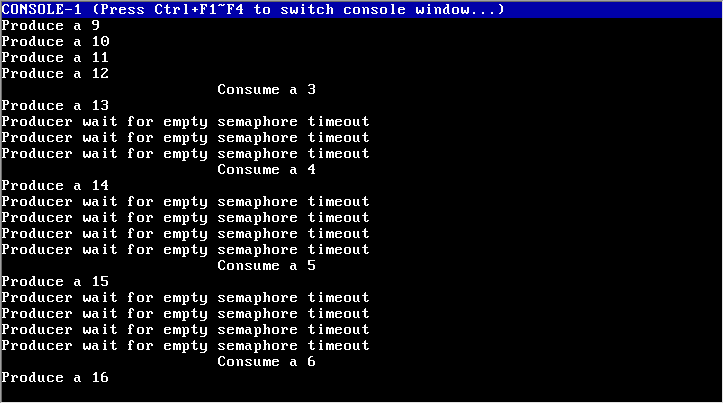 CONSOLE-1 (Press Ctrl+F1~F4 to switch console window...)
Produce a 9
Produce a 10
Produce a 11
Produce a 12
Consume a 3
Produce a 13
Producer wait for empty semaphore timeout
Producer wait for empty semaphore timeout
Producer wait for empty semaphore timeout
Consume a 4
Produce a 14
Producer wait for empty semaphore timeout
Producer wait for empty semaphore timeout
Producer wait for empty semaphore timeout
Producer wait for empty semaphore timeout
Consume a 5
Produce a 15
Producer wait for empty semaphore timeout
Producer wait for empty semaphore timeout
Producer wait for empty semaphore timeout
Producer wait for empty semaphore timeout
Consume a 6
Produce a 16